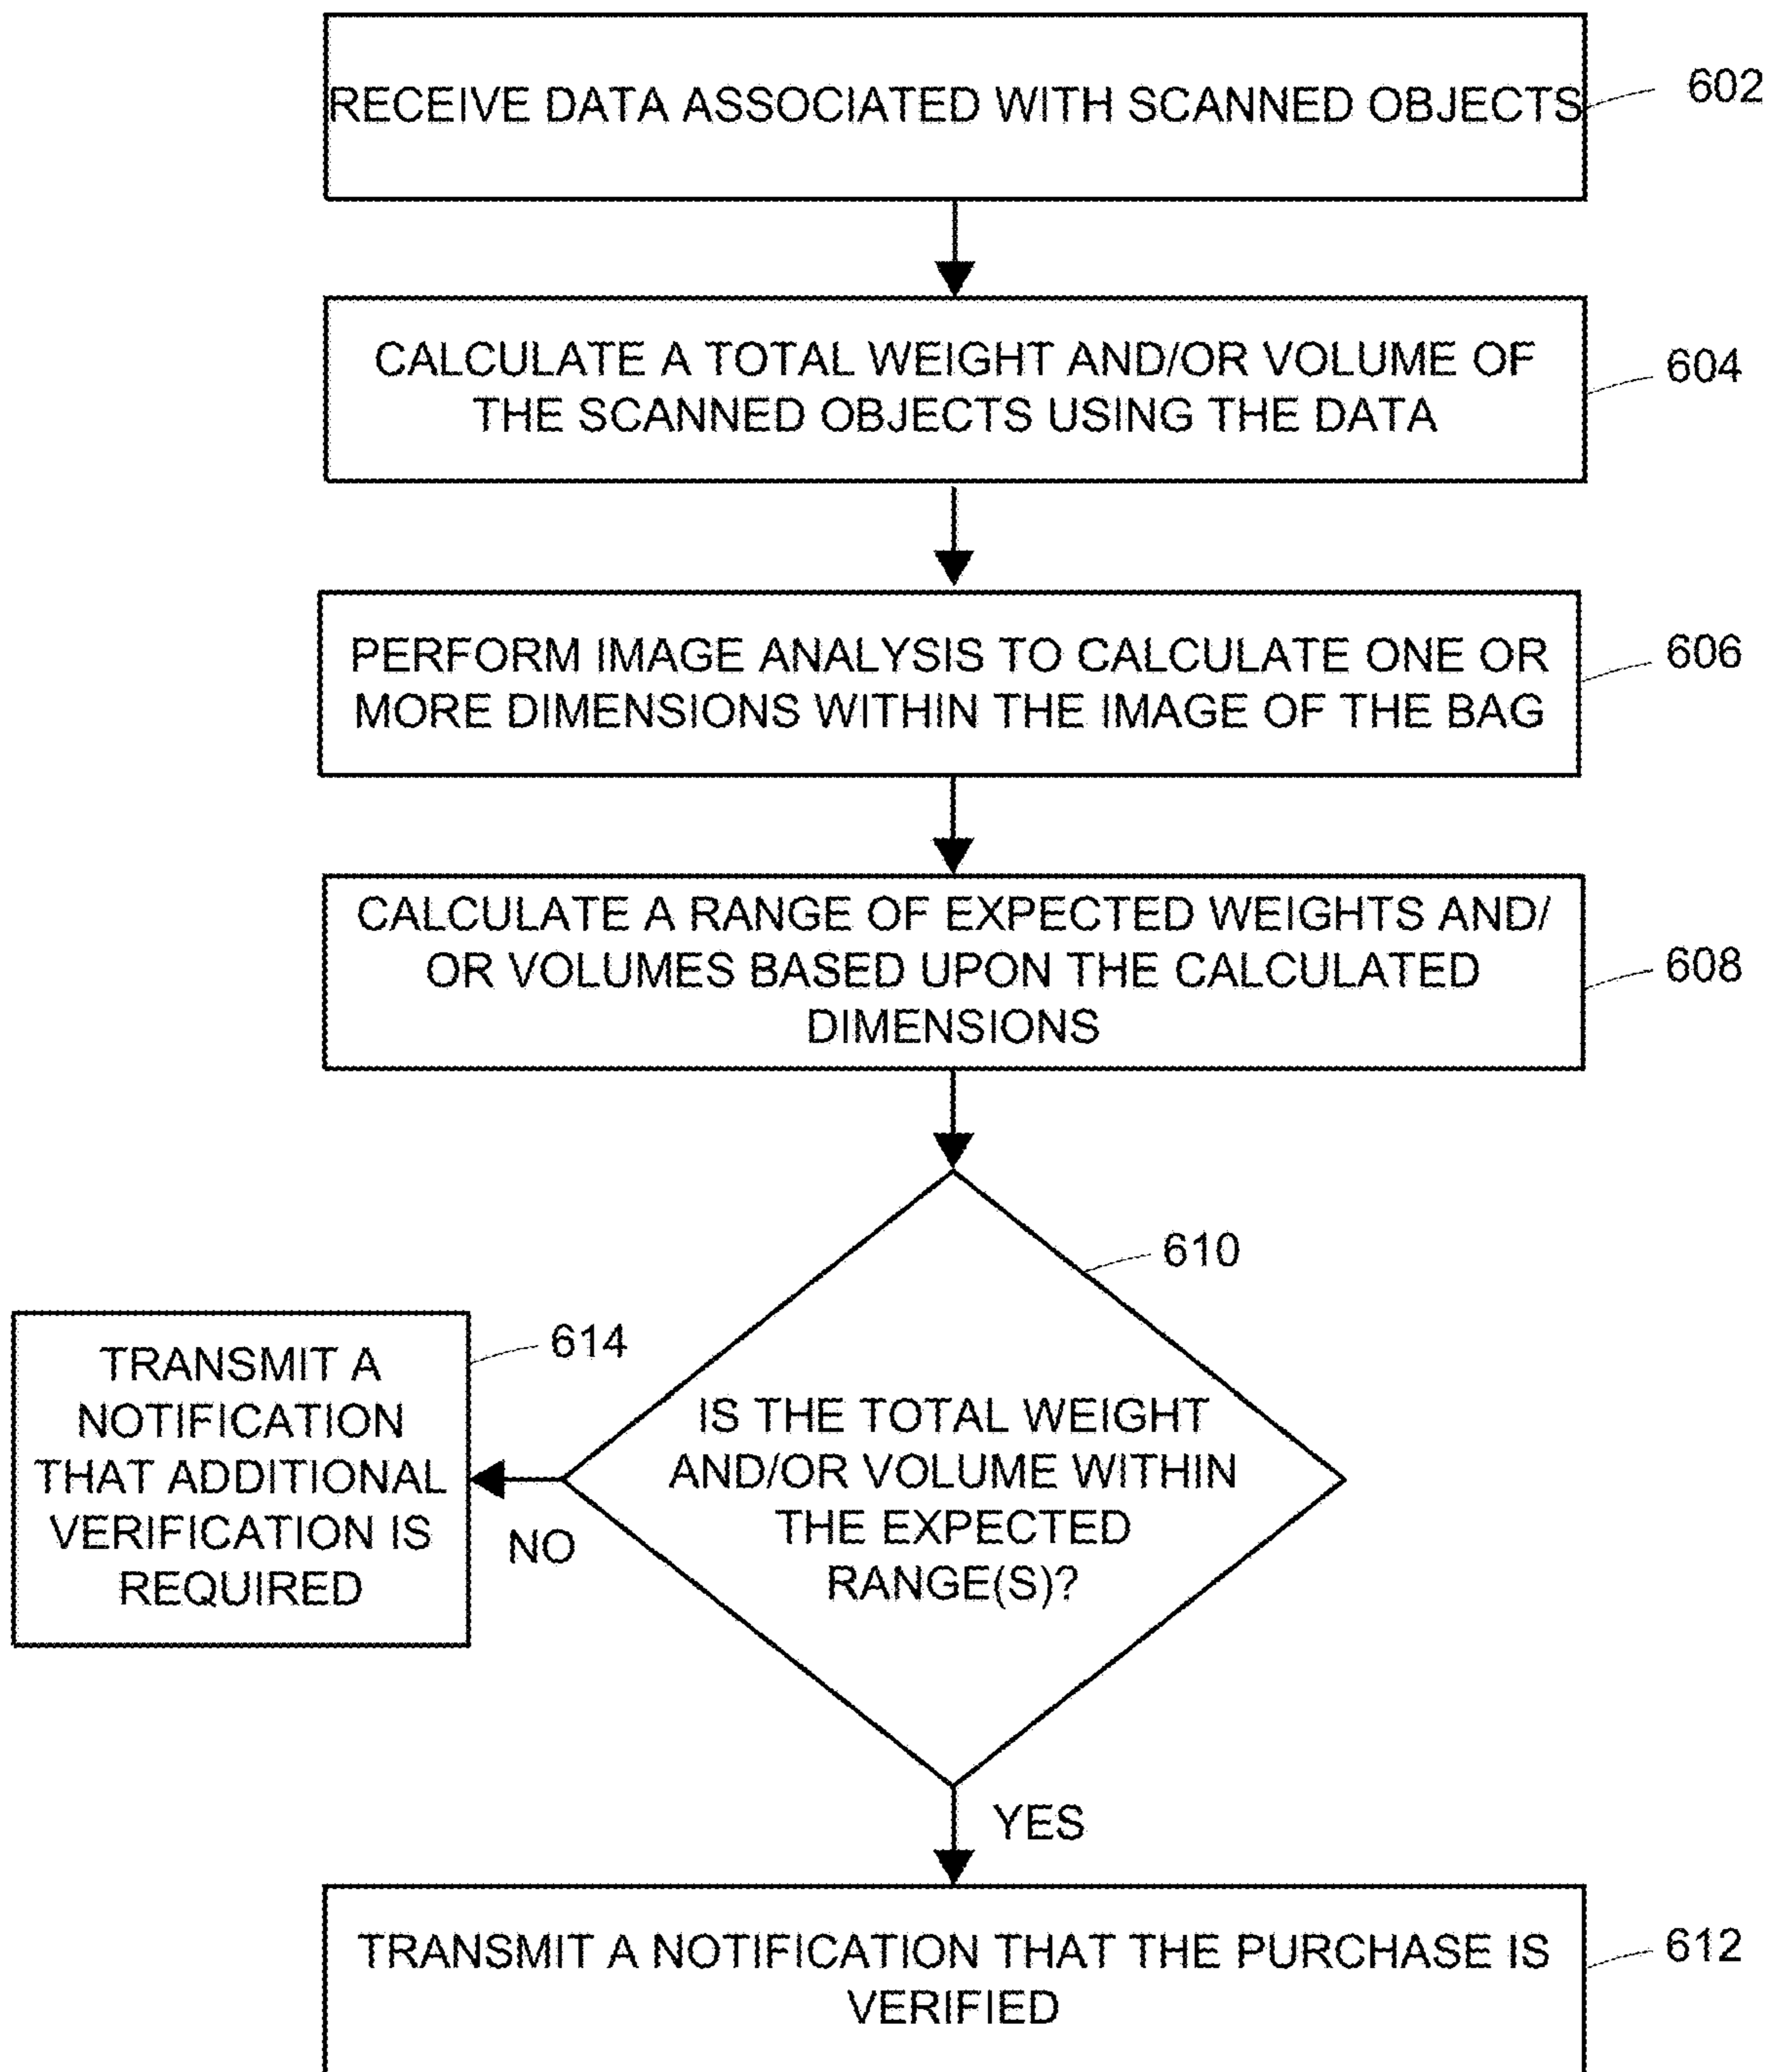 RECEIVE DATA ASSOCIATED WITH SCANNED OBJECTS
602
CALCULATE A TOTAL WEIGHT AND/OR VOLUME OF
THE SCANNED OBJECTS USING THE DATA
604
PERFORM IMAGE ANALYSIS TO CALCULATE ONE OR
MORE DIMENSIONS WITHIN THE IMAGE OF THE BAG
606
CALCULATE A RANGE OF EXPECTED WEIGHTS AND/
OR VOLUMES BASED UPON THE CALCULATED
DIMENSIONS
608
610
IS THE TOTAL WEIGHT
AND/OR VOLUME WITHIN
THE EXPECTED
RANGE(S)?
614
TRANSMIT A
NOTIFICATION
THAT ADDITIONAL
VERIFICATION IS
REQUIRED
NO
YES
TRANSMIT A NOTIFICATION THAT THE PURCHASE IS
VERIFIED
612